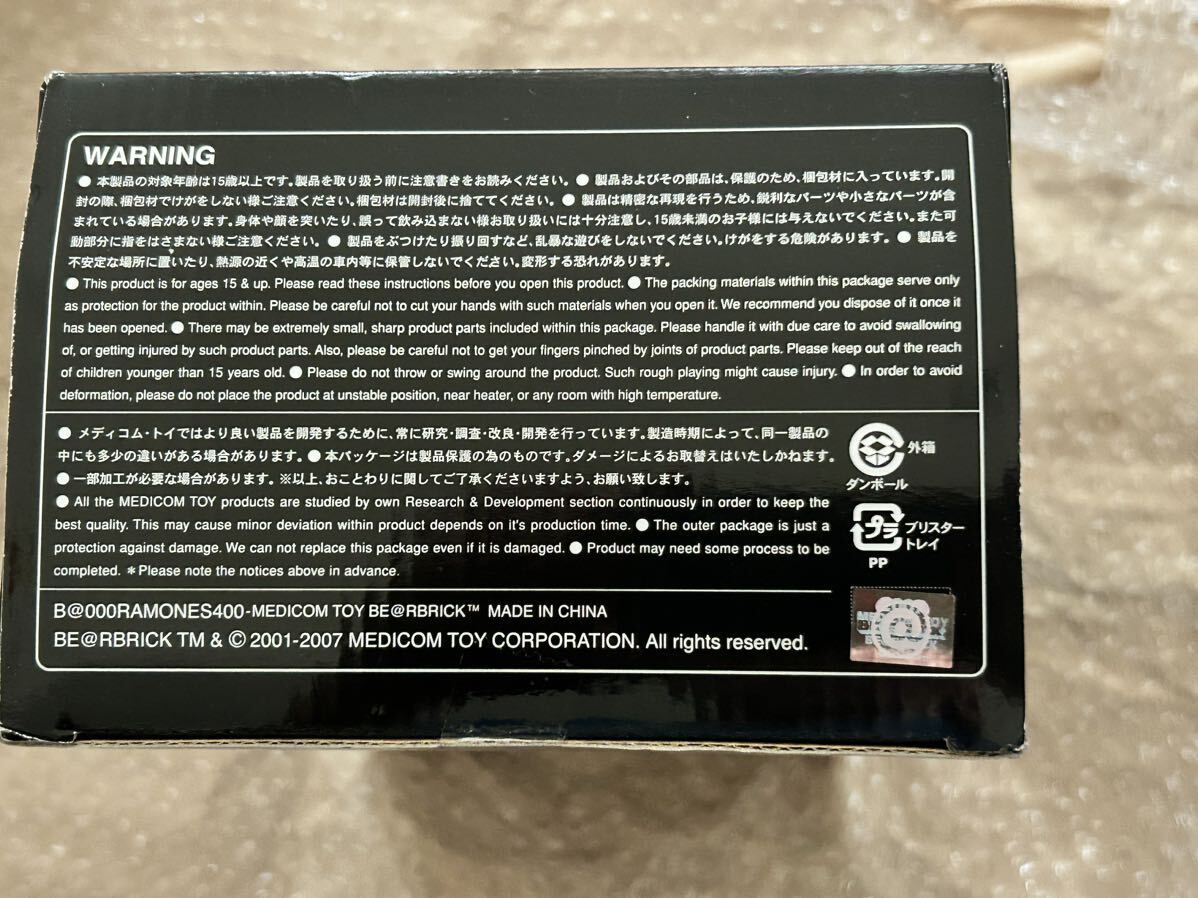 WARNING
● 本製品の対象年齢は15歳以上です。製品を取り扱う前に注意書きをお読みください。 ● 製品およびその部品は、保護のため、梱包材に入っています。開
封の際、梱包材でけがをしない様ご注意ください。梱包材は開封後に捨ててください。 ● 製品は精密な再現を行うため、鋭利なパーツや小さなパーツが含
まれている場合があります。身体や顔を突いたり、誤って飲み込まない様お取り扱いには十分注意し、15歳未満のお子様には与えないでください。また可
動部分に指をはさまない様ご注意ください。 ● 製品をぶつけたり振り回すなど、乱暴な遊びをしないでください。けがをする危険があります。 ● 製品を
不安定な場所に置いたり、熱源の近くや高温の車内等に保管しないでください。変形する恐れがあります。
● This product is for ages 15 & up. Please read these instructions before you open this product. ● The packing materials within this package serve only
as protection for the product within. Please be careful not to cut your hands with such materials when you open it. We recommend you dispose of it once it
has been opened. ● There may be extremely small, sharp product parts included within this package. Please handle it with due care to avoid swallowing
of, or getting injured by such product parts. Also, please be careful not to get your fingers pinched by joints of product parts. Please keep out of the reach
of children younger than 15 years old. ● Please do not throw or swing around the product. Such rough playing might cause injury. ● In order to avoid
deformation, please do not place the product at unstable position, near heater, or any room with high temperature.
● メディコム・トイではより良い製品を開発するために、常に研究・調査・改良・開発を行っています。製造時期によって、同一製品の
中にも多少の違いがある場合があります。 ● 本パッケージは製品保護の為のものです。ダメージによるお取替えはいたしかねます。
● 一部加工が必要な場合があります。※以上、おことわりに関してご了承くださいますよう、お願い致します。
● All the MEDICOM TOY products are studied by own Research & Development section continuously in order to keep the
best quality. This may cause minor deviation within product depends on it's production time. ● The outer package is just a
protection against damage. We can not replace this package even if it is damaged. ● Product may need some process to be
completed. ＊Please note the notices above in advance.
外箱
ダンボール
プラ
ブリスター
トレイ
PP
B@000RAMONES400-MEDICOM TOY BE@RBRICK™ MADE IN CHINA
BE@RBRICK TM & © 2001-2007 MEDICOM TOY CORPORATION. All rights reserved.